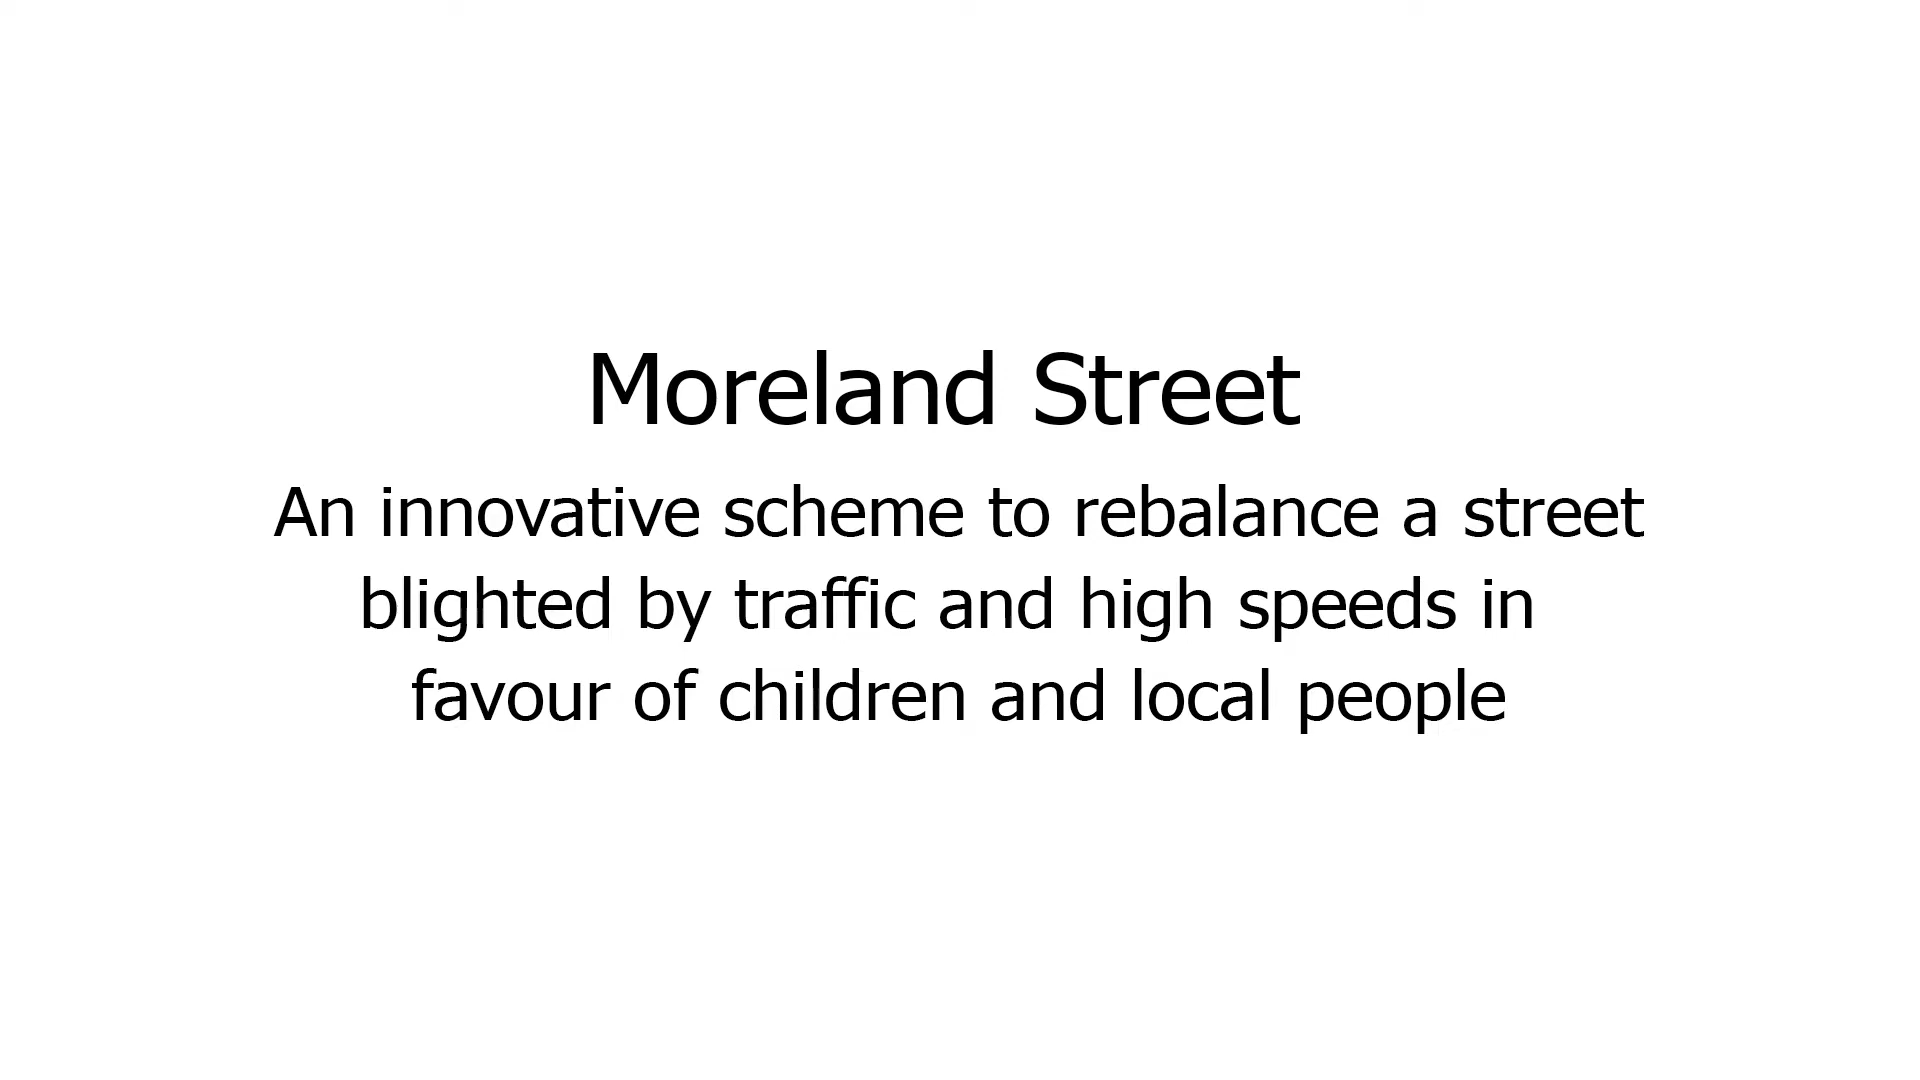 Moreland Street
An innovative scheme to rebalance a street
blighted by traffic and high speeds in
favour of children and local people